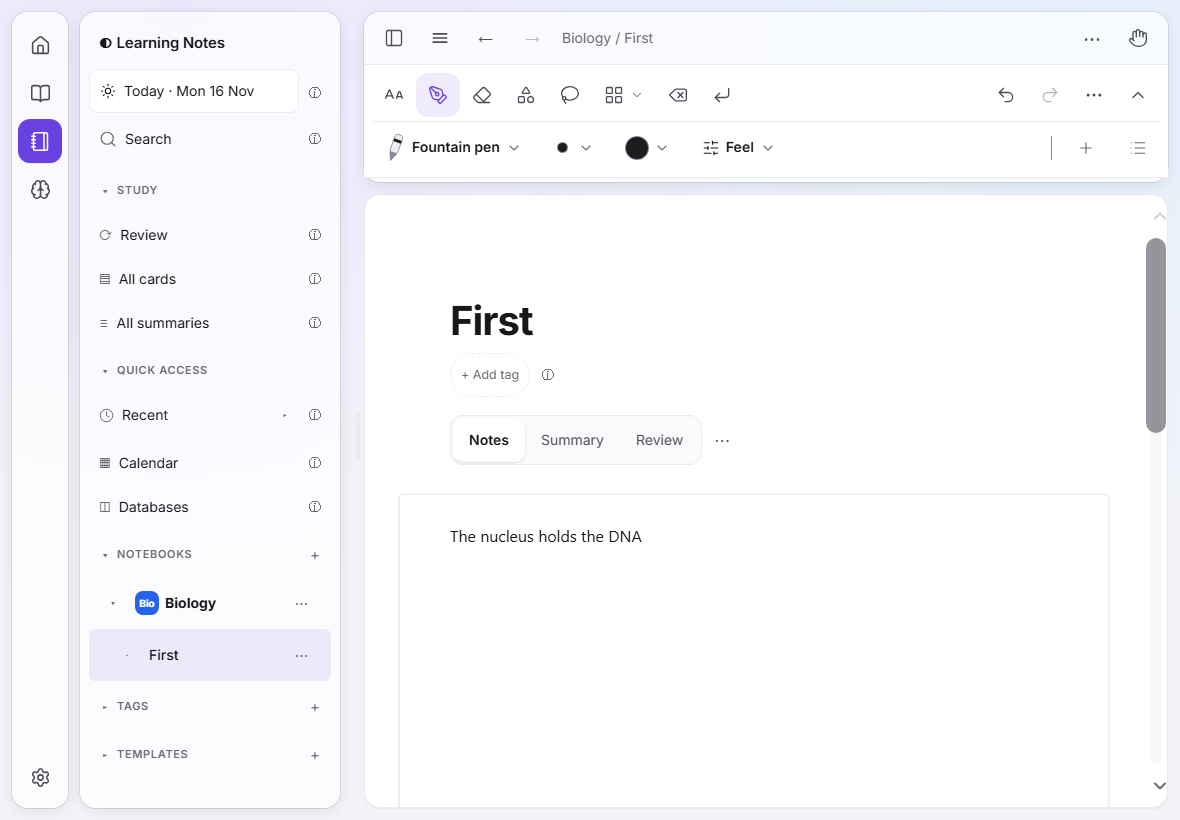 Learning Notes
Today · Mon 16 Nov
Search
STUDY
Review
All cards
All summaries
QUICK ACCESS
Recent
Calendar
Databases
NOTEBOOKS
Bio Biology
First
TAGS
TEMPLATES
Biology / First
AA
Fountain pen
Feel
First
+ Add tag
Notes Summary Review
The nucleus holds the DNA